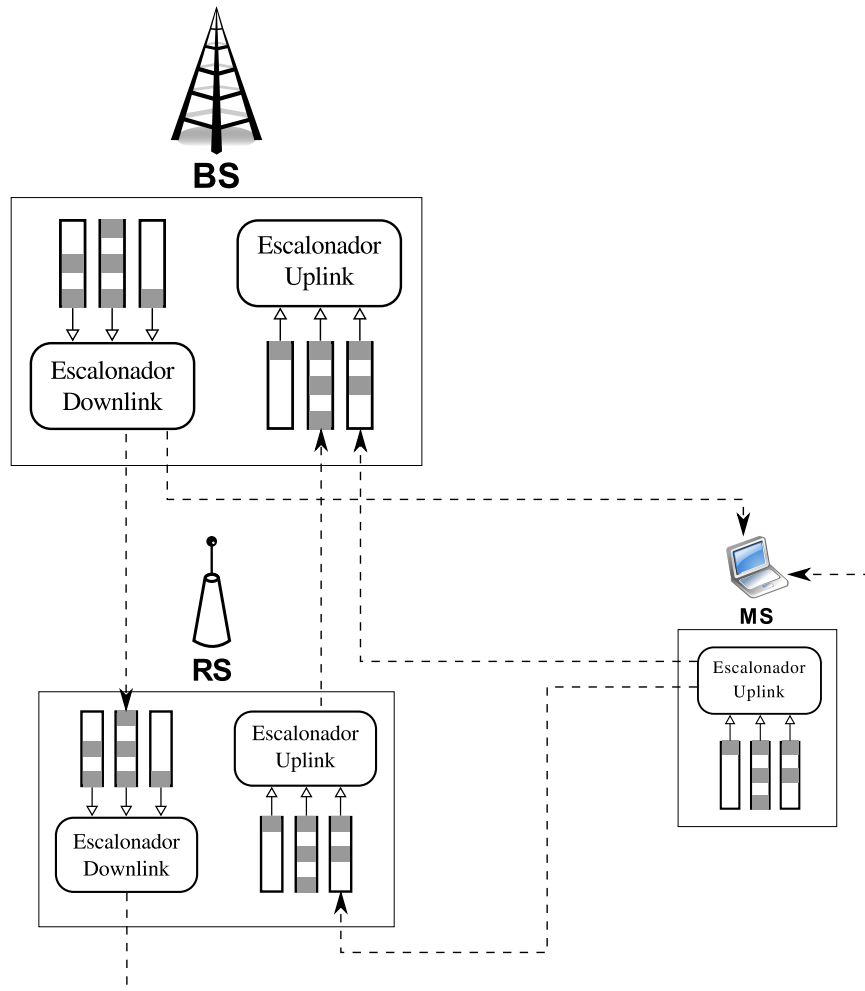 BS
Escalonador
Uplink
Escalonador
Downlink
RS
MS
Escalonador
Uplink
Escalonador
Uplink
Escalonador
Downlink